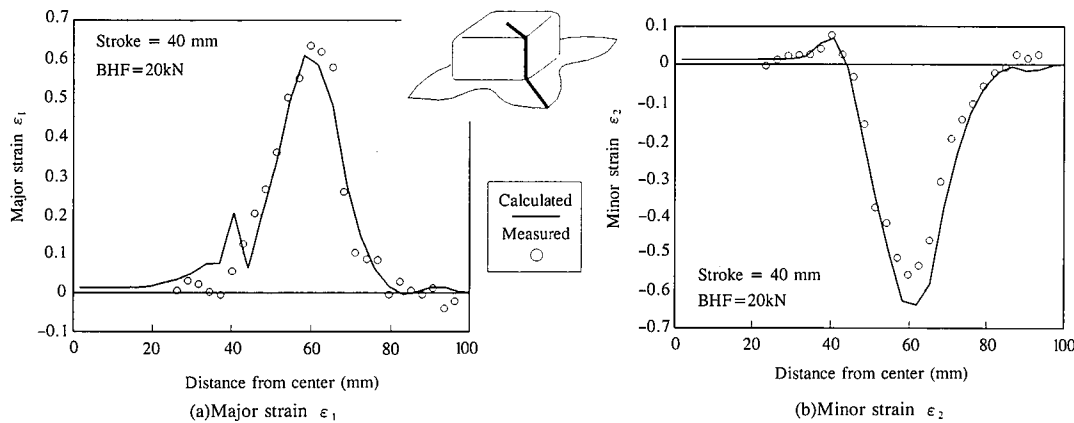 0.7
0.6
0.5
0.4
0.3
0.2
0.1
0
−0.1
Major strain ε₁
Stroke = 40 mm
BHF=20kN
0 20 40 60 80 100
Distance from center (mm)
(a)Major strain ε₁
Calculated
Measured
0.1
0
−0.1
−0.2
−0.3
−0.4
−0.5
−0.6
−0.7
Minor strain ε₂
Stroke = 40 mm
BHF=20kN
0 20 40 60 80 100
Distance from center (mm)
(b)Minor strain ε₂